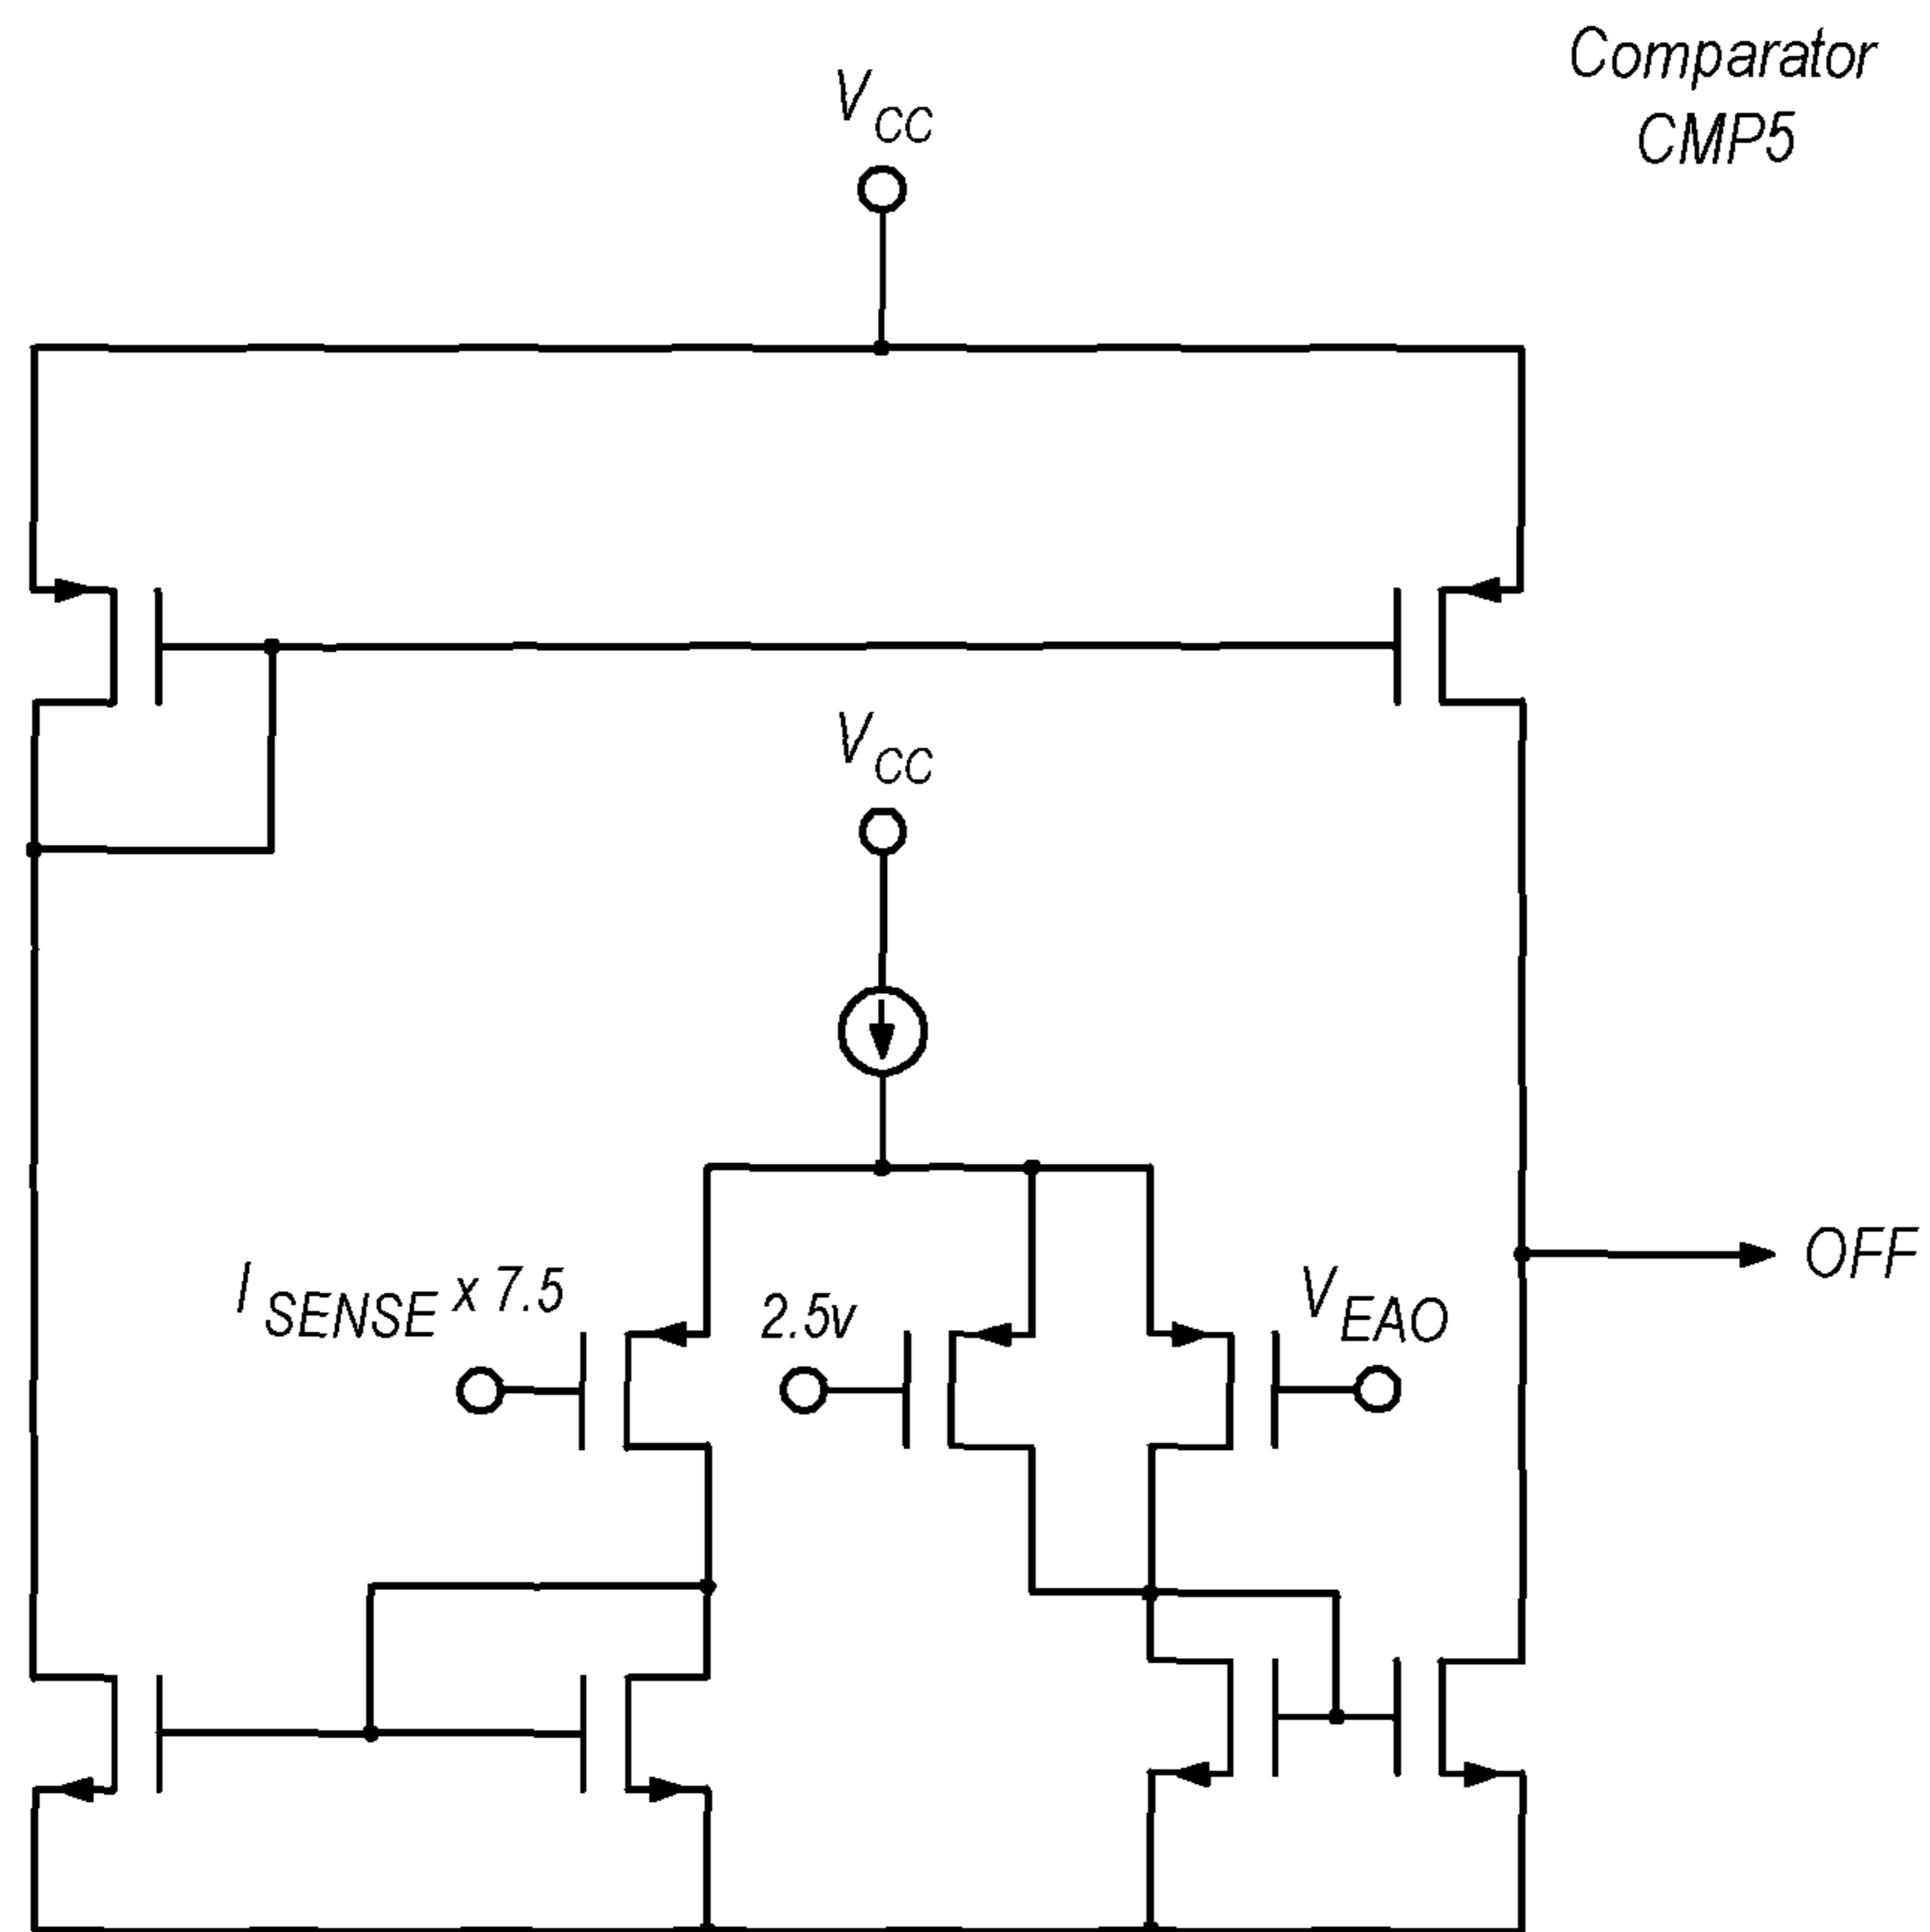 Comparator
CMP5
VCC
VCC
ISENSE x 7.5
2.5v
VEAO
OFF